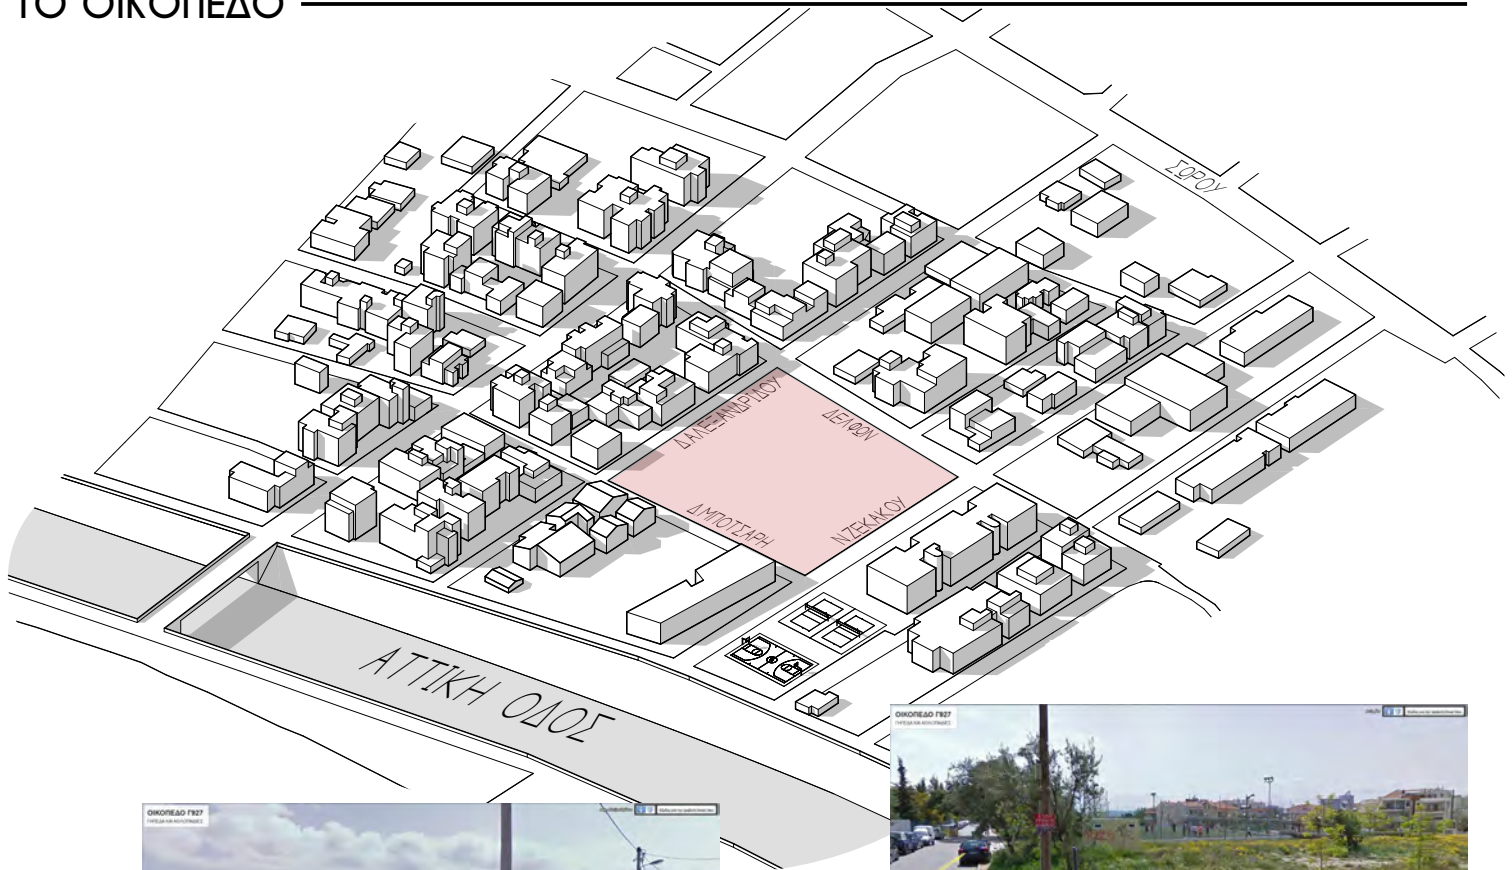 ΤΟ ΟΙΚΟΠΕΔΟ
ΣΩΡΟΥ
Δ.ΑΛΕΞΑΝΔΡΙΔΟΥ
ΔΕΛΦΩΝ
Δ.ΜΠΟΤΣΑΡΗ
Ν.ΖΕΚΑΚΟΥ
ΑΤΤΙΚΗ ΟΔΟΣ
ΟΙΚΟΠΕΔΟ Γ927
ΟΙΚΟΠΕΔΟ Γ927